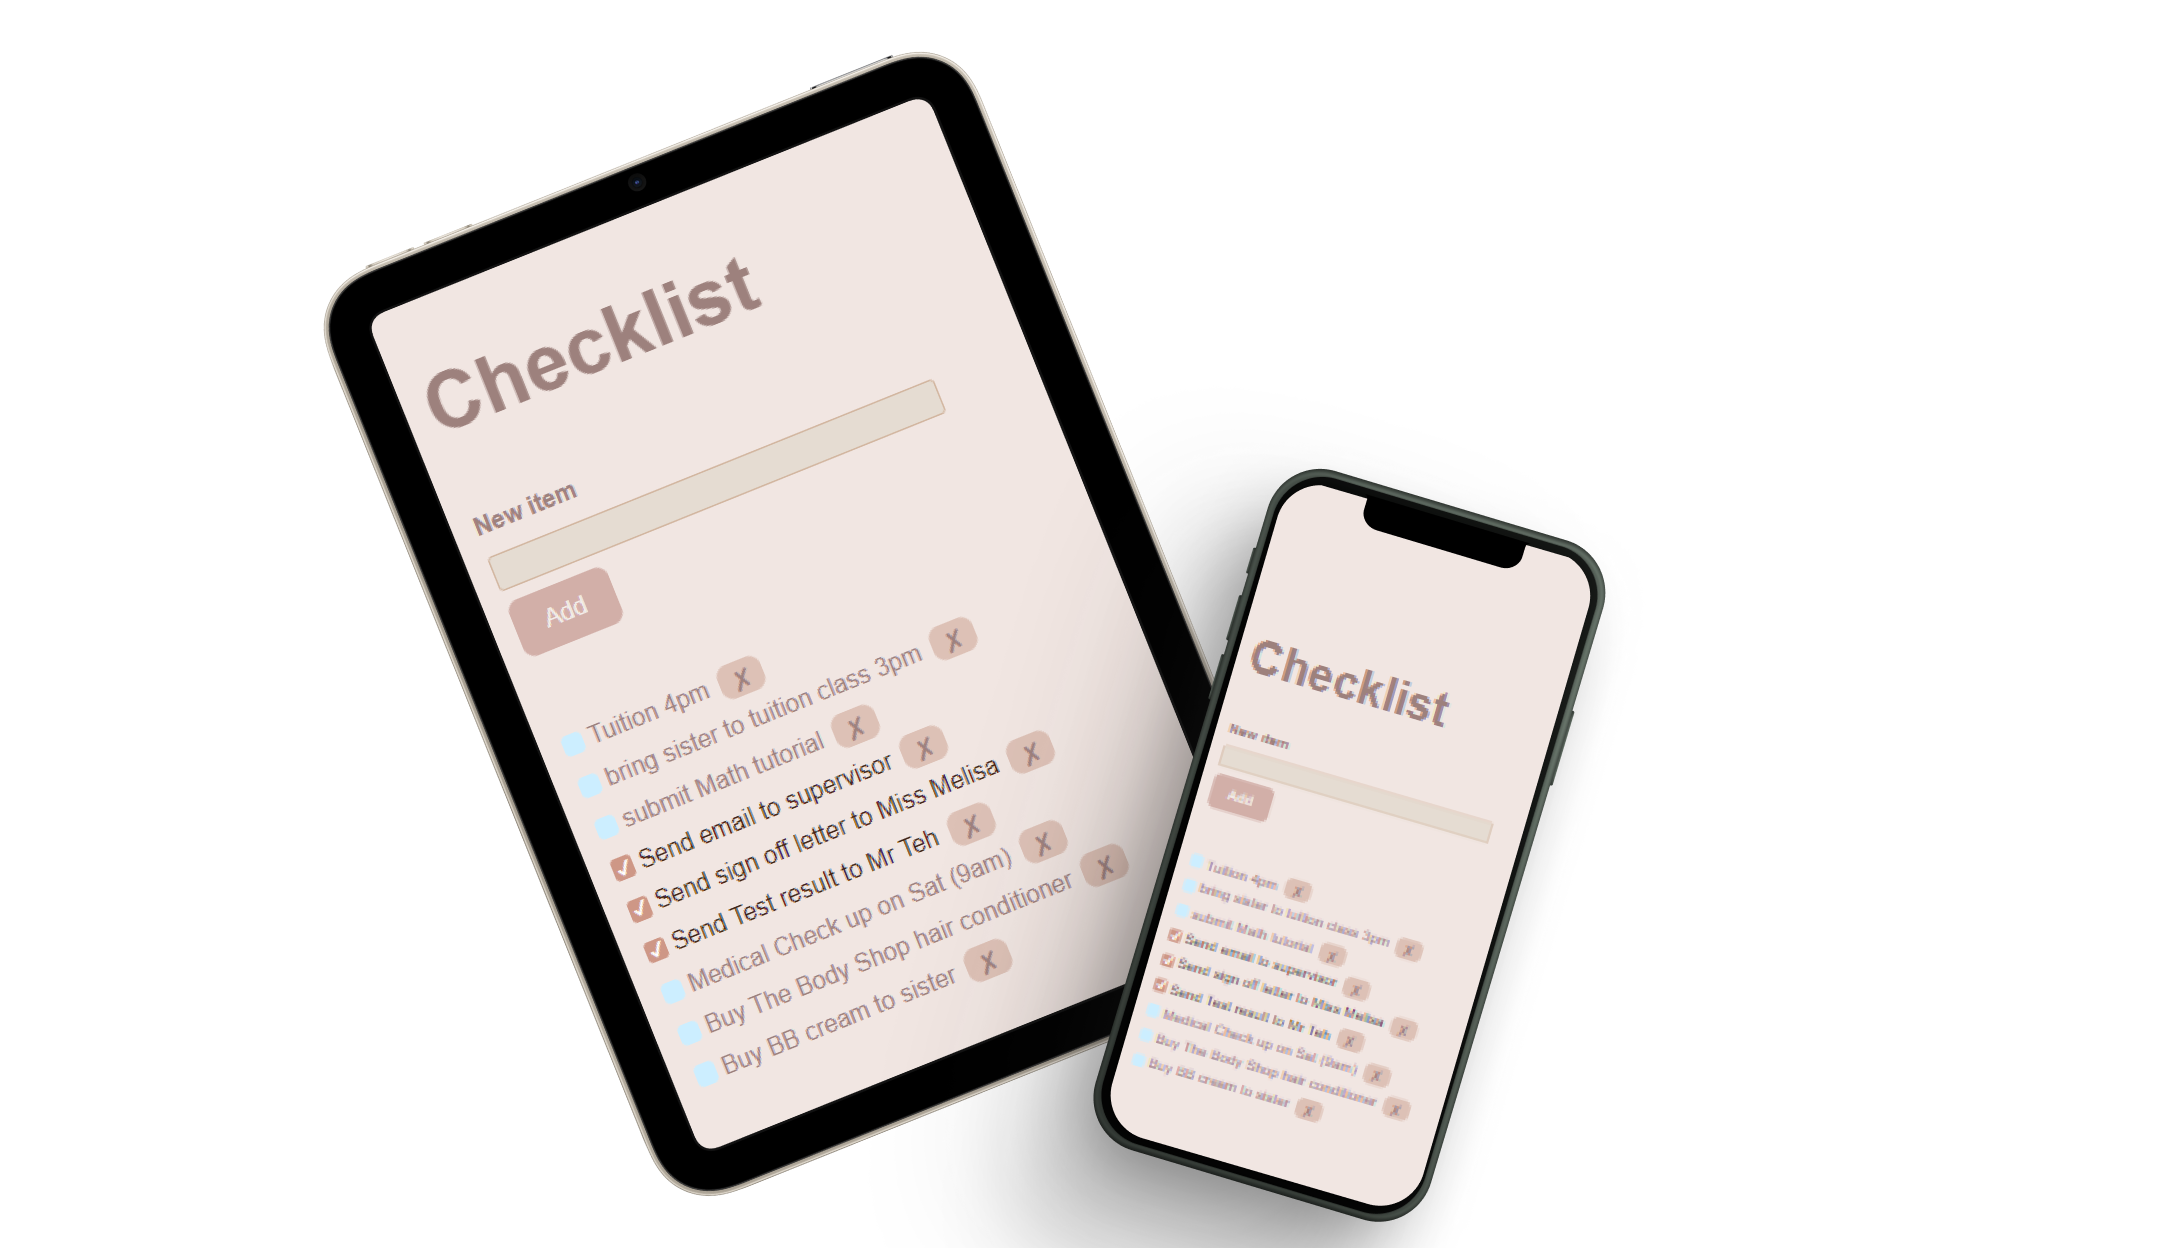 Checklist
New item
Add
Tuition 4pm X
bring sister to tuition class 3pm X
submit Math tutorial X
Send email to supervisor X
Send sign off letter to Miss Melisa X
Send Test result to Mr Teh X
Medical Check up on Sat (9am) X
Buy The Body Shop hair conditioner X
Buy BB cream to sister X
Checklist
New item
Add
Tuition 4pm X
bring sister to tuition class 3pm X
submit Math tutorial X
Send email to supervisor X
Send sign off letter to Miss Melisa X
Send Test result to Mr Teh X
Medical Check up on Sat (9am) X
Buy The Body Shop hair conditioner X
Buy BB cream to sister X